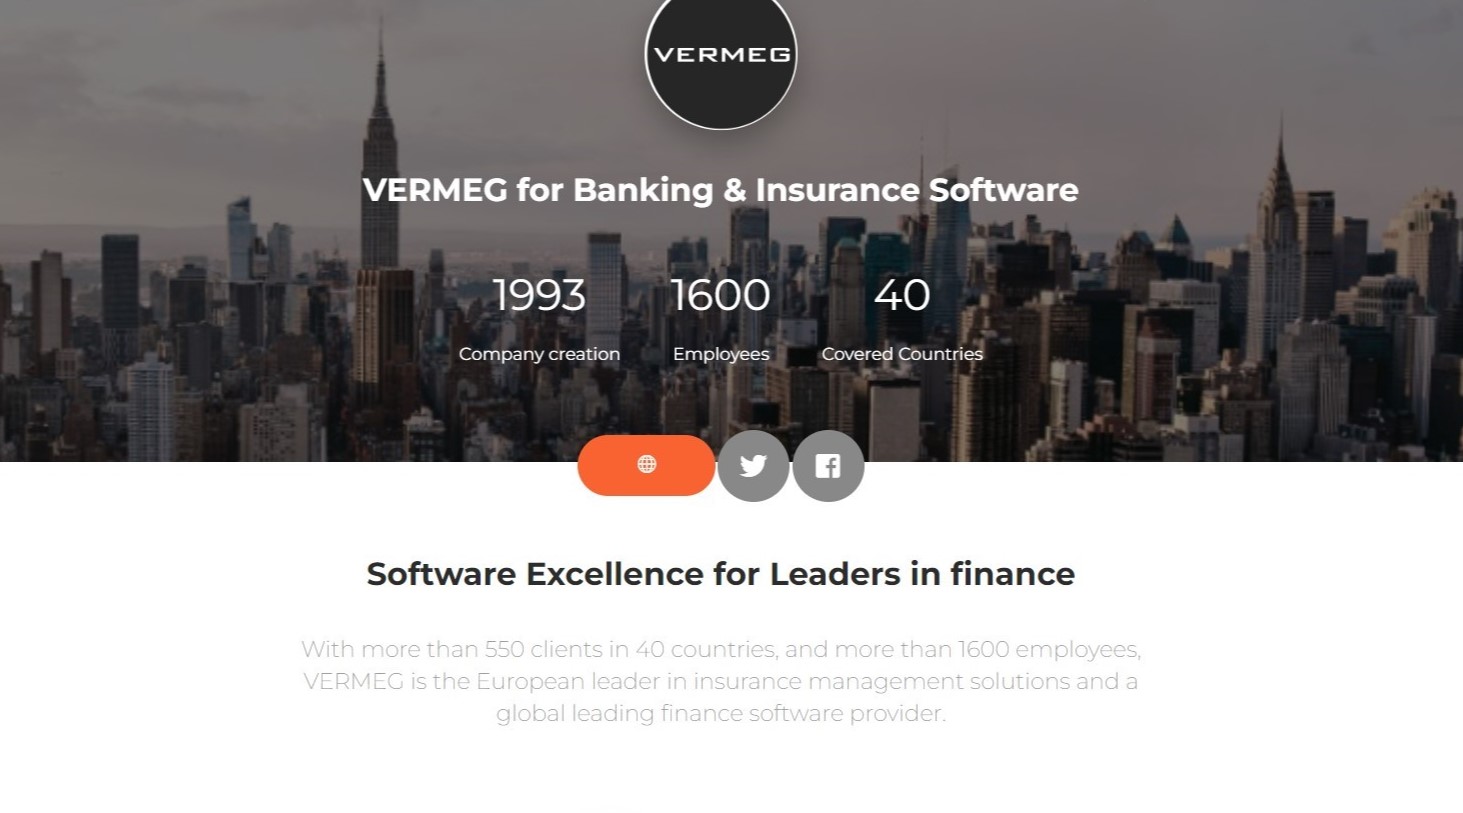 VERMEG
VERMEG for Banking & Insurance Software
1993 1600 40
Company creation Employees Covered Countries
Software Excellence for Leaders in finance
With more than 550 clients in 40 countries, and more than 1600 employees,
VERMEG is the European leader in insurance management solutions and a
global leading finance software provider.